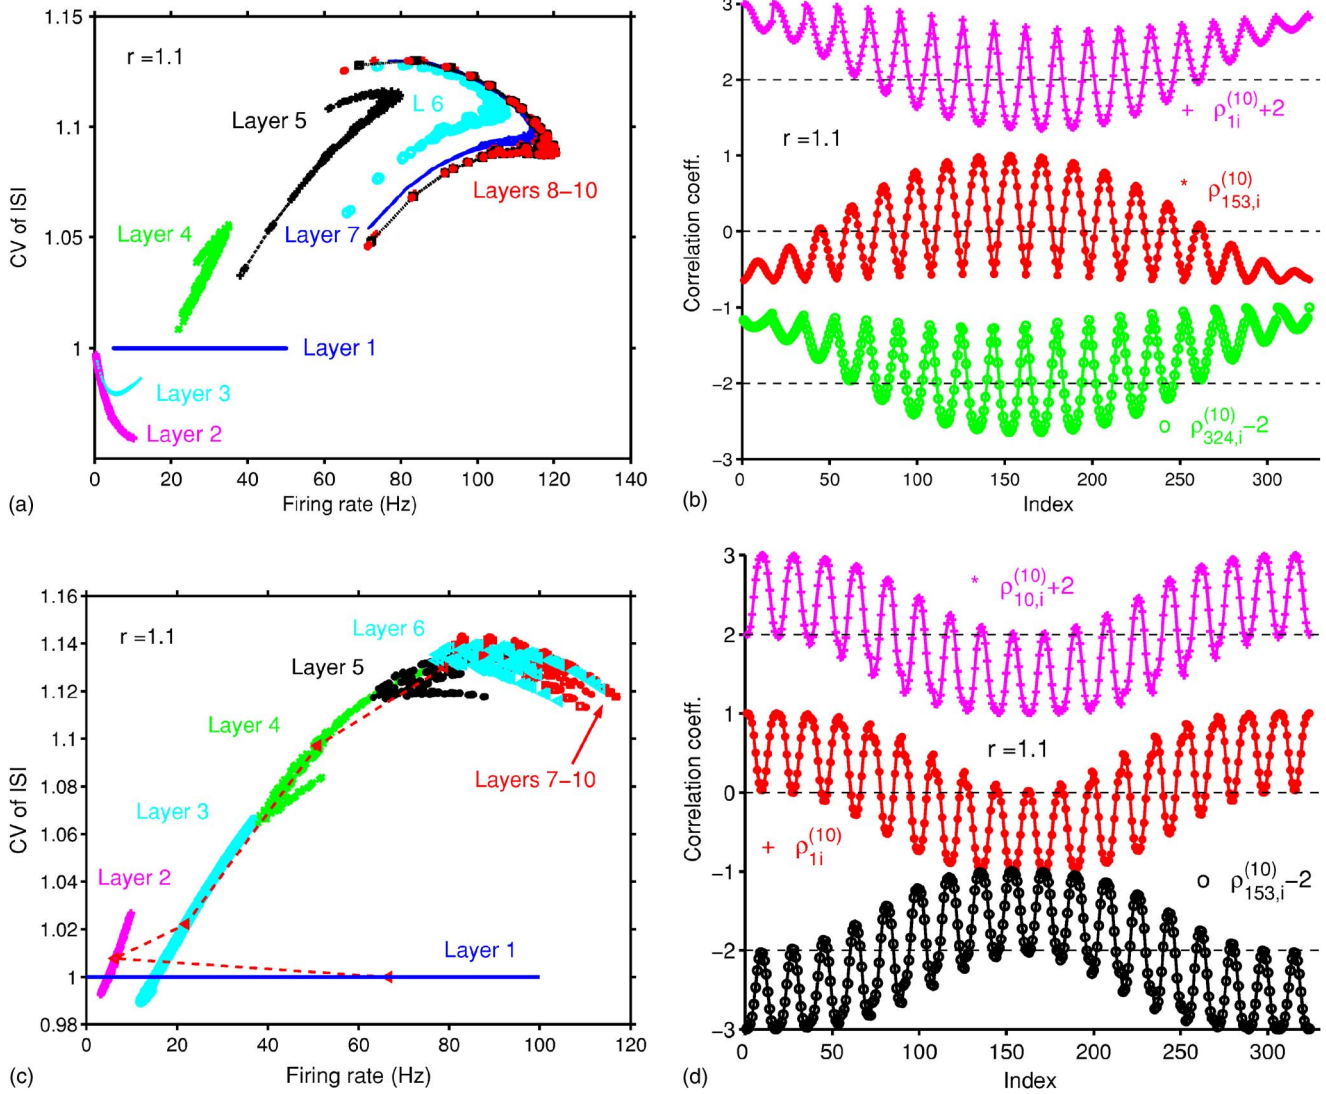 1.15
r =1.1
L 6
Layer 5
1.1
Layers 8–10
CV of ISI
Layer 4
Layer 7
1.05
1
Layer 1
Layer 3
Layer 2
0 20 40 60 80 100 120 140
(a) Firing rate (Hz)
3
2
+ ρ1i(10)+2
r =1.1
1
* ρ153,i(10)
Correlation coeff.
0
−1
−2
o ρ324,i(10)−2
−3
0 50 100 150 200 250 300
(b) Index
1.16
r =1.1
Layer 6
1.14
Layer 5
1.12
Layer 4
1.1
Layers 7–10
CV of ISI
1.08
Layer 3
1.06
1.04
Layer 2
1.02
Layer 1
1
0.98
0 20 40 60 80 100 120
(c) Firing rate (Hz)
3
* ρ10,i(10)+2
2
1
r =1.1
Correlation coeff.
0
+ ρ1i(10)
−1
o ρ153,i(10)−2
−2
−3
0 50 100 150 200 250 300
(d) Index